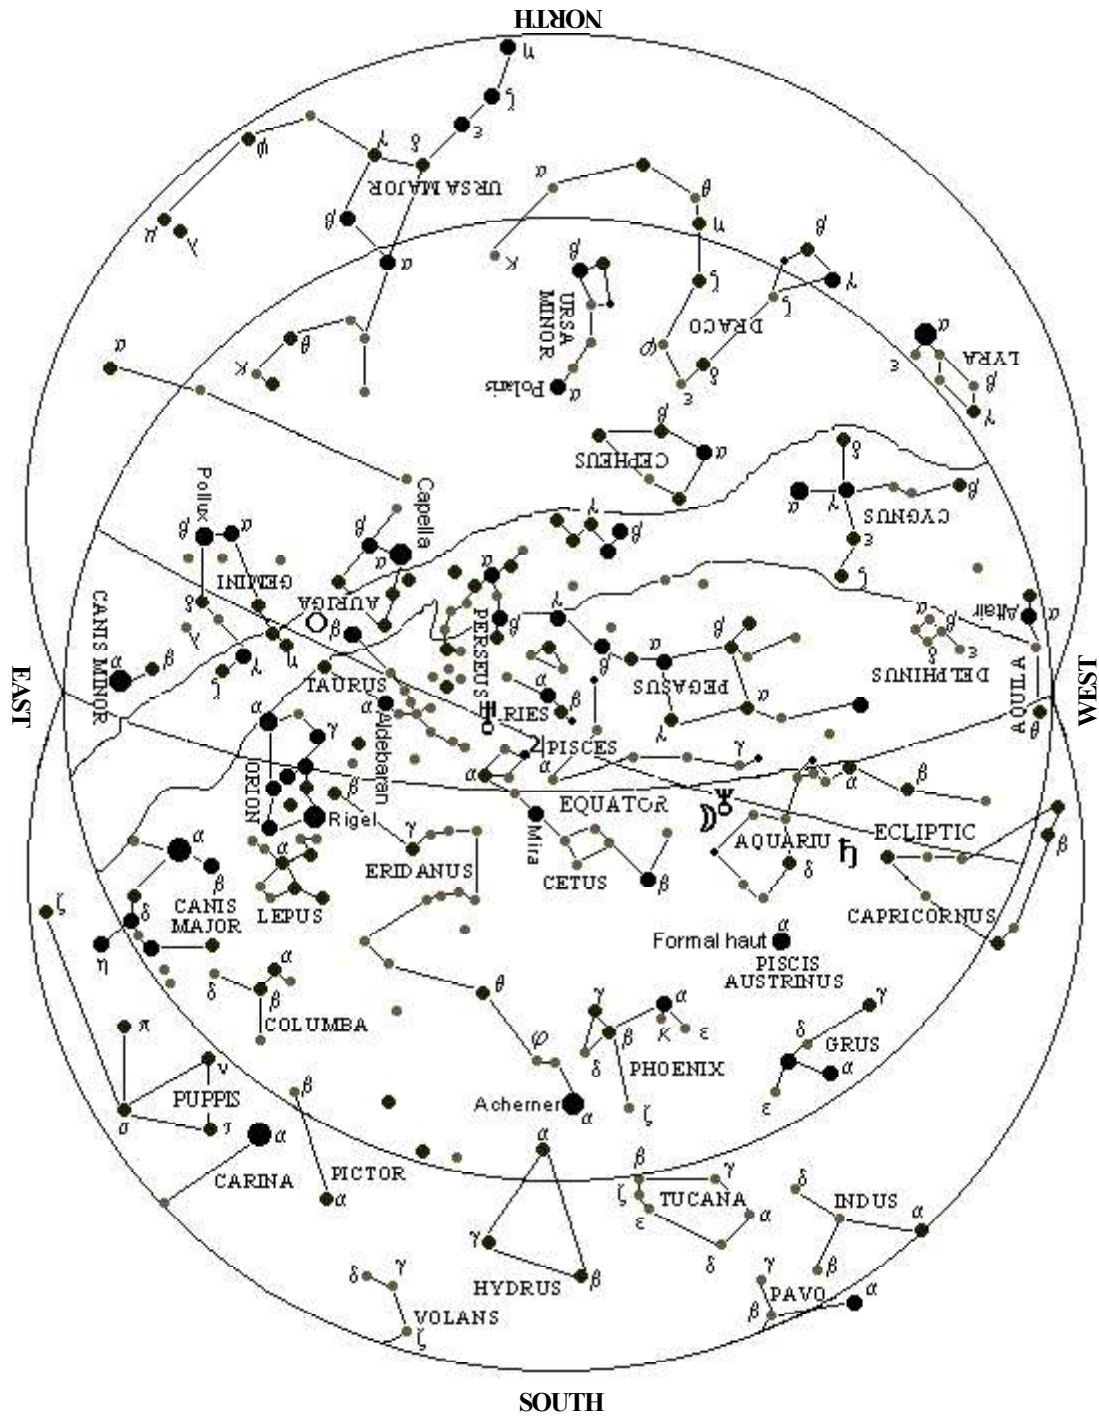 NORTH
η
ζ
ε
ψ
γ
δ
URSA MAJOR
β
μ
λ
α
α
θ
η
κ
β
URSA
MINOR
ζ
β
γ
ζ
DRACO
φ
δ
ε
Polaris
α
α
θ
κ
α
ε
LYRA
β
γ
β
CEPHEUS
α
δ
α
γ
β
CYGNUS
ε
ζ
Pollux
β
α
Capella
α
γ
β
GEMINI
AURIGA
δ
λ
η
β
α
PERSEUS
β
γ
β
α
β
PEGASUS
α
γ
α
δ
ε
DELPHINUS
Altair
α
AQUILA
θ
EAST
WEST
CANIS MINOR
α
β
γ
ζ
TAURUS
α
Aldebaran
RIES
α
β
PISCES
α
γ
α
γ
ORION
β
Rigel
α
EQUATOR
α
β
AQUARIU
δ
ECLIPTIC
β
α
β
CANIS
MAJOR
δ
η
ζ
α
LEPUS
γ
ERIDANUS
Mira
CETUS
β
CAPRICORNUS
Formal haut
α
PISCIS
AUSTRINUS
δ
α
β
COLUMBA
θ
φ
γ
α
β
κ
ε
δ
PHOENIX
ζ
γ
δ
GRUS
α
ε
π
ν
PUPPIS
σ
τ
β
Acherner
α
α
CARINA
PICTOR
α
α
β
γ
ζ
TUCANA
ε
α
δ
δ
INDUS
α
β
γ
HYDRUS
β
γ
PAVO
α
β
δ
γ
VOLANS
ζ
SOUTH